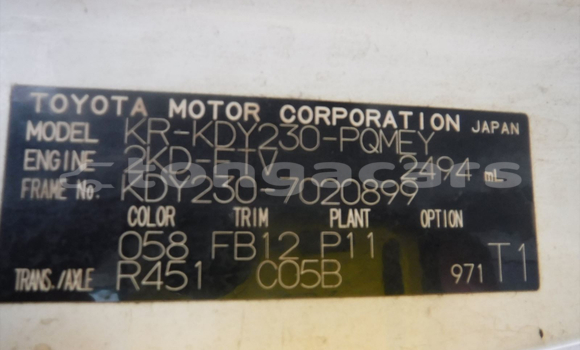 TOYOTA MOTOR CORPORATION JAPAN
MODEL KR-KDY230-PQMEY
ENGINE 2KD-FTV 2494 mL.
FRAME No. KDY230-7020899
COLOR TRIM PLANT OPTION
058 FB12 P11
TRANS./AXLE R451 C05B 971 T1
tongacars